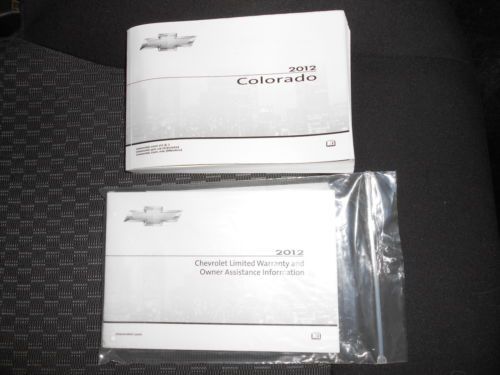 2012
Colorado
2012
Chevrolet Limited Warranty and
Owner Assistance Information